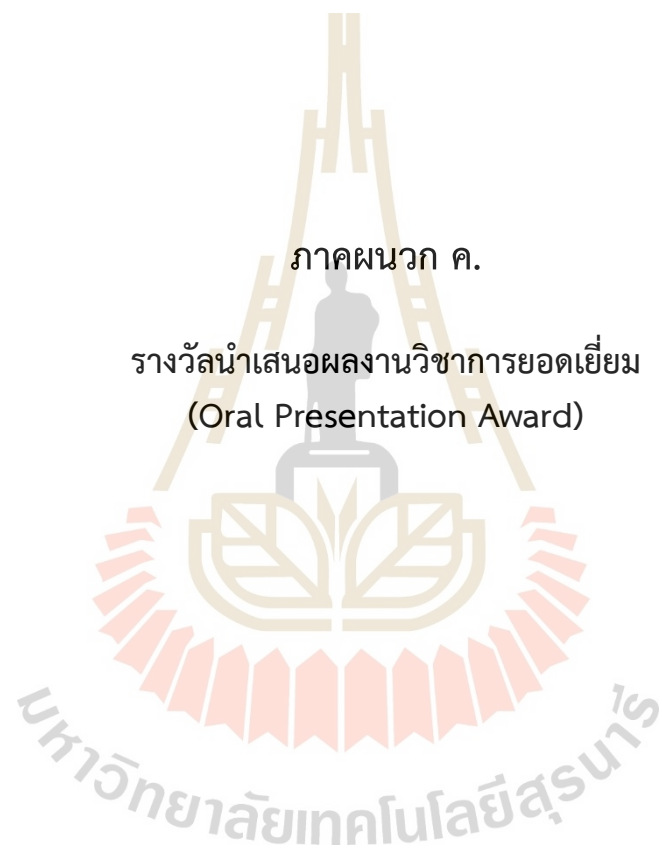 ภาคผนวก ค.
รางวัลนำเสนอผลงานวิชาการยอดเยี่ยม
(Oral Presentation Award)
มหาวิทยาลัยเทคโนโลยีสุรนารี